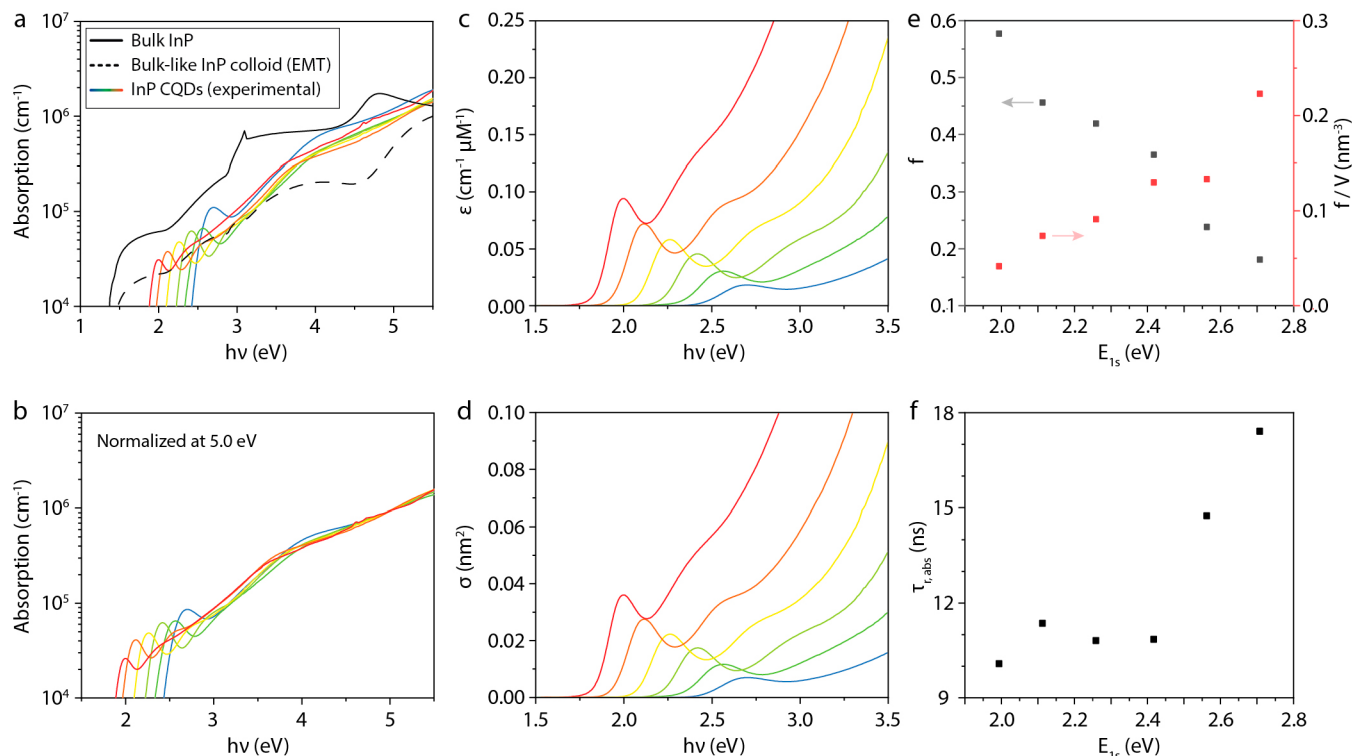 a
10⁷
10⁶
10⁵
10⁴
Absorption (cm⁻¹)
Bulk InP
Bulk-like InP colloid (EMT)
InP CQDs (experimental)
1 2 3 4 5
hν (eV)
c
0.25
0.20
0.15
0.10
0.05
0.00
ε (cm⁻¹ μM⁻¹)
1.5 2.0 2.5 3.0 3.5
hν (eV)
e
0.6
0.5
0.4
0.3
0.2
0.1
f
0.3
0.2
0.1
0.0
f / V (nm⁻³)
2.0 2.2 2.4 2.6 2.8
E₁ₛ (eV)
b
10⁷
10⁶
10⁵
10⁴
Absorption (cm⁻¹)
Normalized at 5.0 eV
2 3 4 5
hν (eV)
d
0.10
0.08
0.06
0.04
0.02
0.00
σ (nm²)
1.5 2.0 2.5 3.0 3.5
hν (eV)
f
18
15
12
9
τr,abs (ns)
2.0 2.2 2.4 2.6 2.8
E₁ₛ (eV)